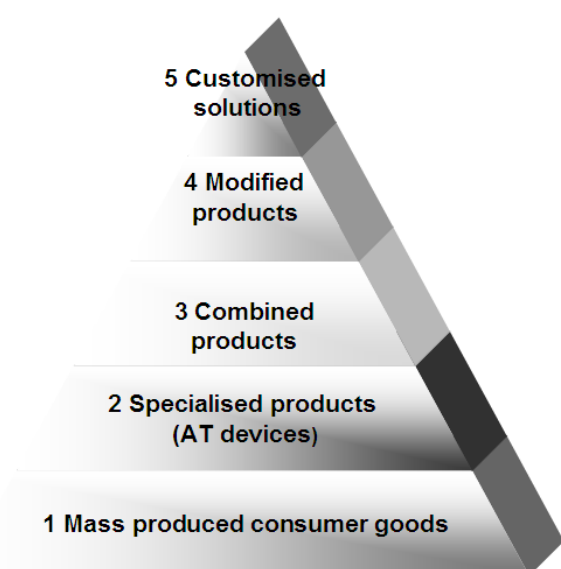 5 Customised
solutions
4 Modified
products
3 Combined
products
2 Specialised products
(AT devices)
1 Mass produced consumer goods